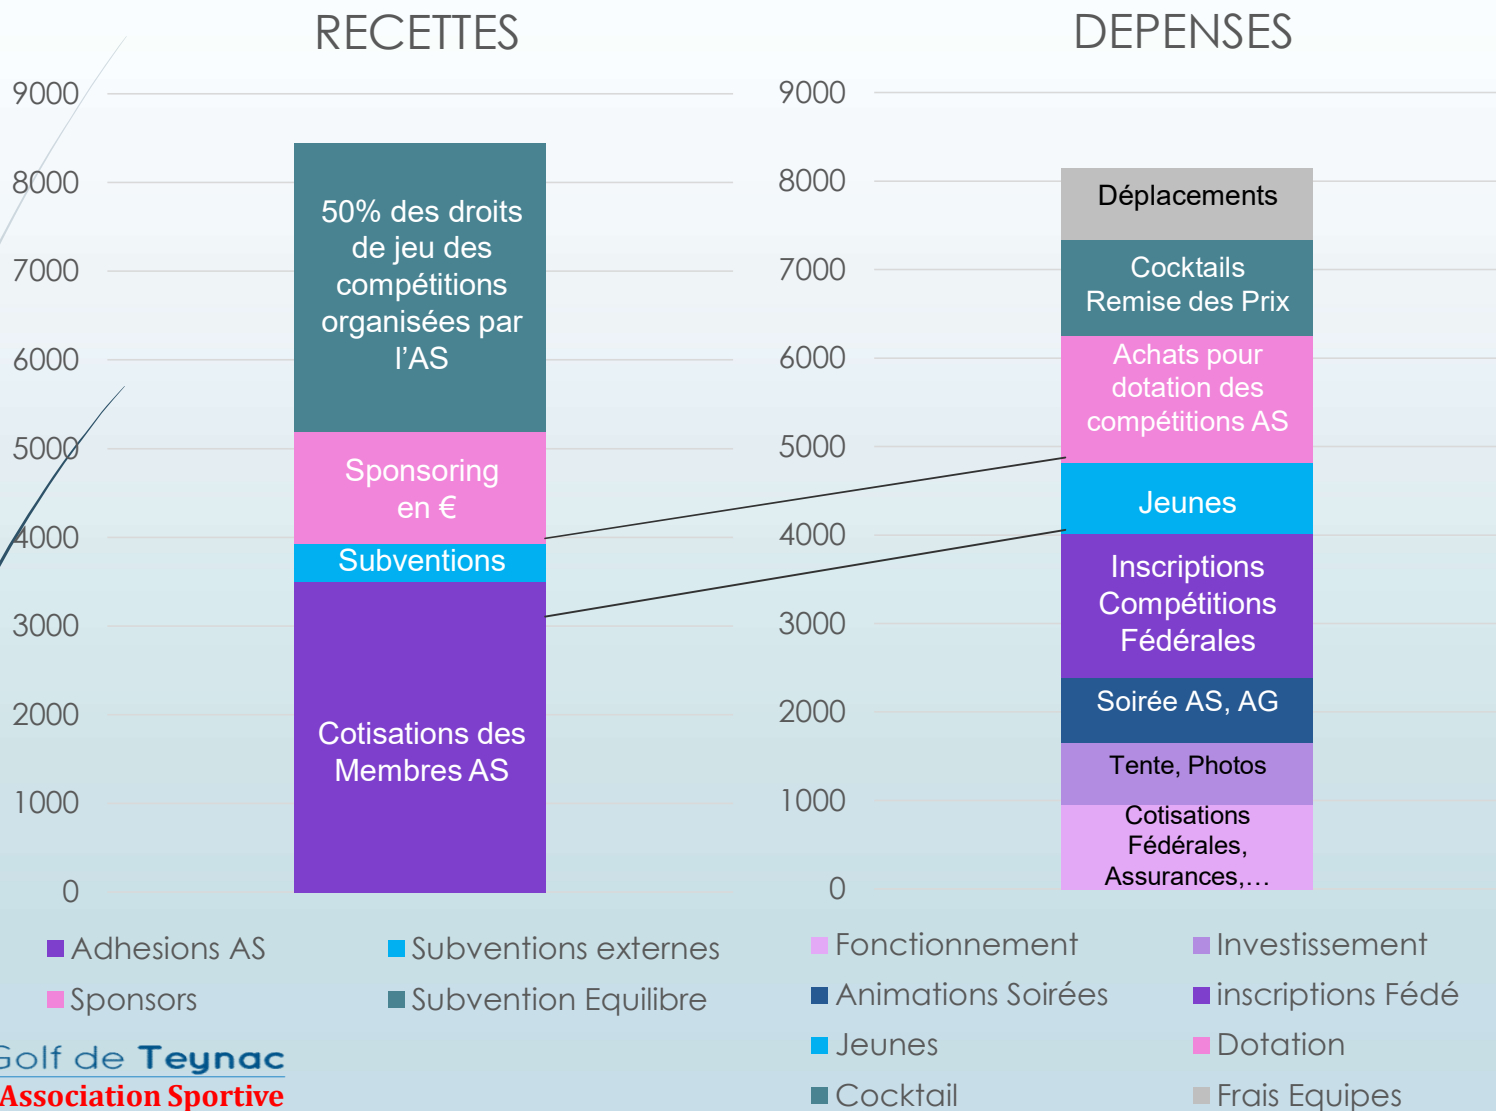 RECETTES
9000
8000
7000
6000
5000
4000
3000
2000
1000
0
50% des droits
de jeu des
compétitions
organisées par
l’AS
Sponsoring
en €
Subventions
Cotisations des
Membres AS
Adhesions AS
Subventions externes
Sponsors
Subvention Equilibre
DEPENSES
9000
8000
7000
6000
5000
4000
3000
2000
1000
0
Déplacements
Cocktails
Remise des Prix
Achats pour
dotation des
compétitions AS
Jeunes
Inscriptions
Compétitions
Fédérales
Soirée AS, AG
Tente, Photos
Cotisations
Fédérales,
Assurances,…
Fonctionnement
Investissement
Animations Soirées
inscriptions Fédé
Jeunes
Dotation
Cocktail
Frais Equipes
Golf de Teynac
Association Sportive